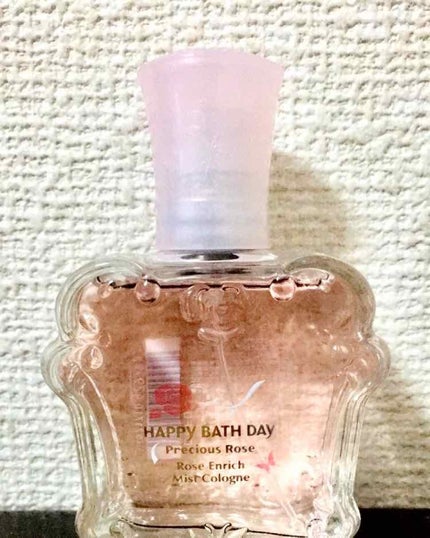 HAPPY BATH DAY
Precious Rose
Rose Enrich
Mist Cologne